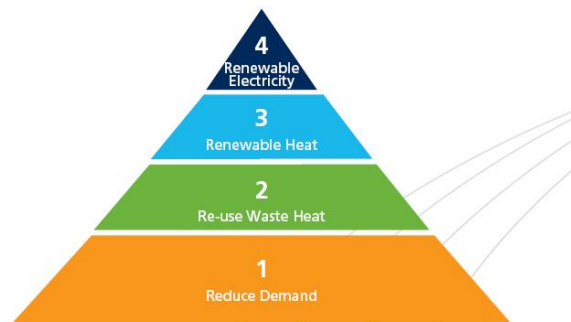 4
Renewable
Electricity
3
Renewable Heat
2
Re-use Waste Heat
1
Reduce Demand